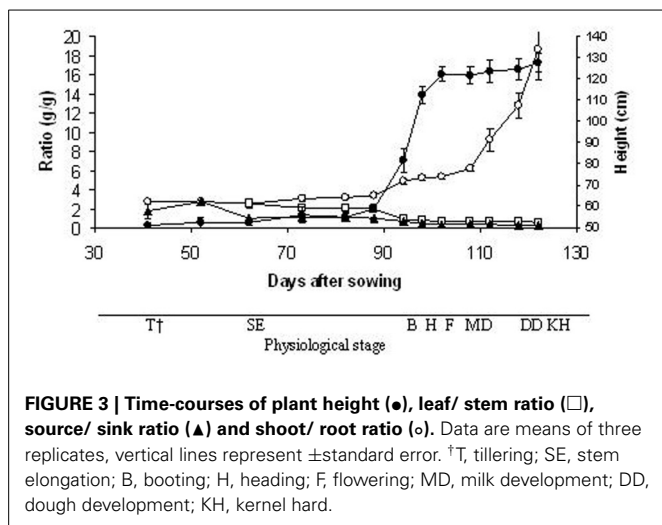 20
18
16
14
12
10
8
6
4
2
0
Ratio (g/g)
140
130
120
110
100
90
80
70
60
50
Height (cm)
30 50 70 90 110 130
Days after sowing
T† SE B H F MD DD KH
Physiological stage
FIGURE 3 | Time-courses of plant height (●), leaf/ stem ratio (□),
source/ sink ratio (▲) and shoot/ root ratio (○). Data are means of three
replicates, vertical lines represent ±standard error. †T, tillering; SE, stem
elongation; B, booting; H, heading; F, flowering; MD, milk development; DD,
dough development; KH, kernel hard.